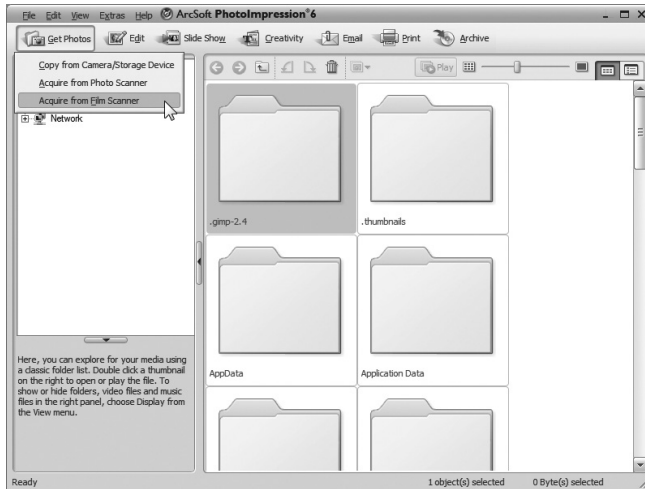 File Edit View Extras Help ArcSoft PhotoImpression®6
Get Photos Edit Slide Show Creativity Email Print Archive
Copy from Camera/Storage Device
Acquire from Photo Scanner
Acquire from Film Scanner
Network
Play
.gimp-2.4
.thumbnails
AppData
Application Data
Here, you can explore for your media using
a classic folder list. Double click a thumbnail
on the right to open or play the file. To
show or hide folders, video files and music
files in the right panel, choose Display from
the View menu.
Ready
1 object(s) selected
0 Byte(s) selected